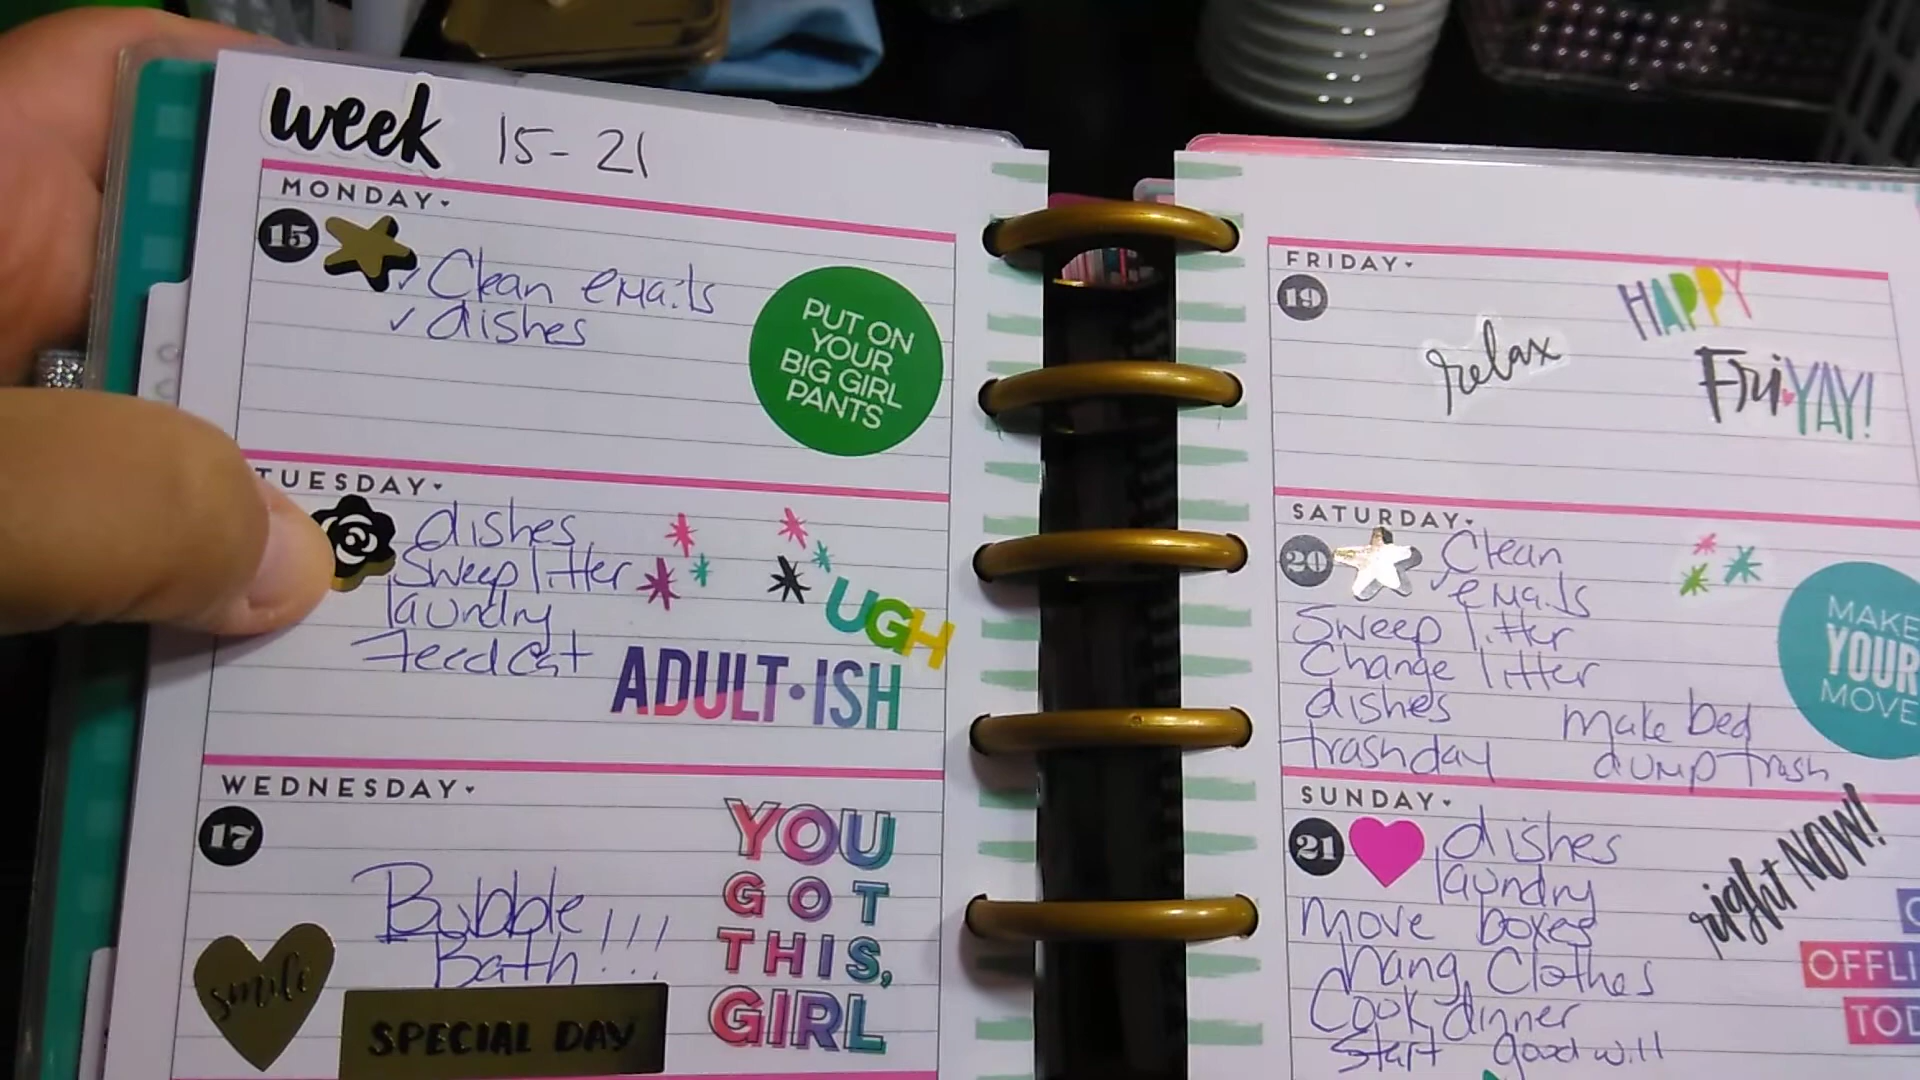 week 15-21
MONDAY
15
✓ Clean emails
✓ dishes
PUT ON
YOUR
BIG GIRL
PANTS
TUESDAY
dishes
Sweep litter
laundry
Feed Cat
UGH
ADULT•ISH
WEDNESDAY
17
Bubble
Bath!!!
YOU
GOT
THIS,
GIRL
smile
SPECIAL DAY
FRIDAY
19
relax
HAPPY
FriYAY!
SATURDAY
20
Clean
emails
Sweep litter
Change litter
dishes
trashday
make bed
dump trash
MAKE
YOUR
MOVE
SUNDAY
21
dishes
laundry
move boxes
hang Clothes
Cook dinner
Start good will
right NOW!